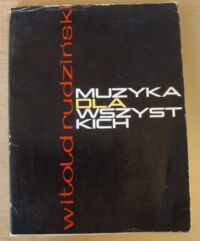 witold rudziński
MUZYKA
DLA
WSZYST
KICH